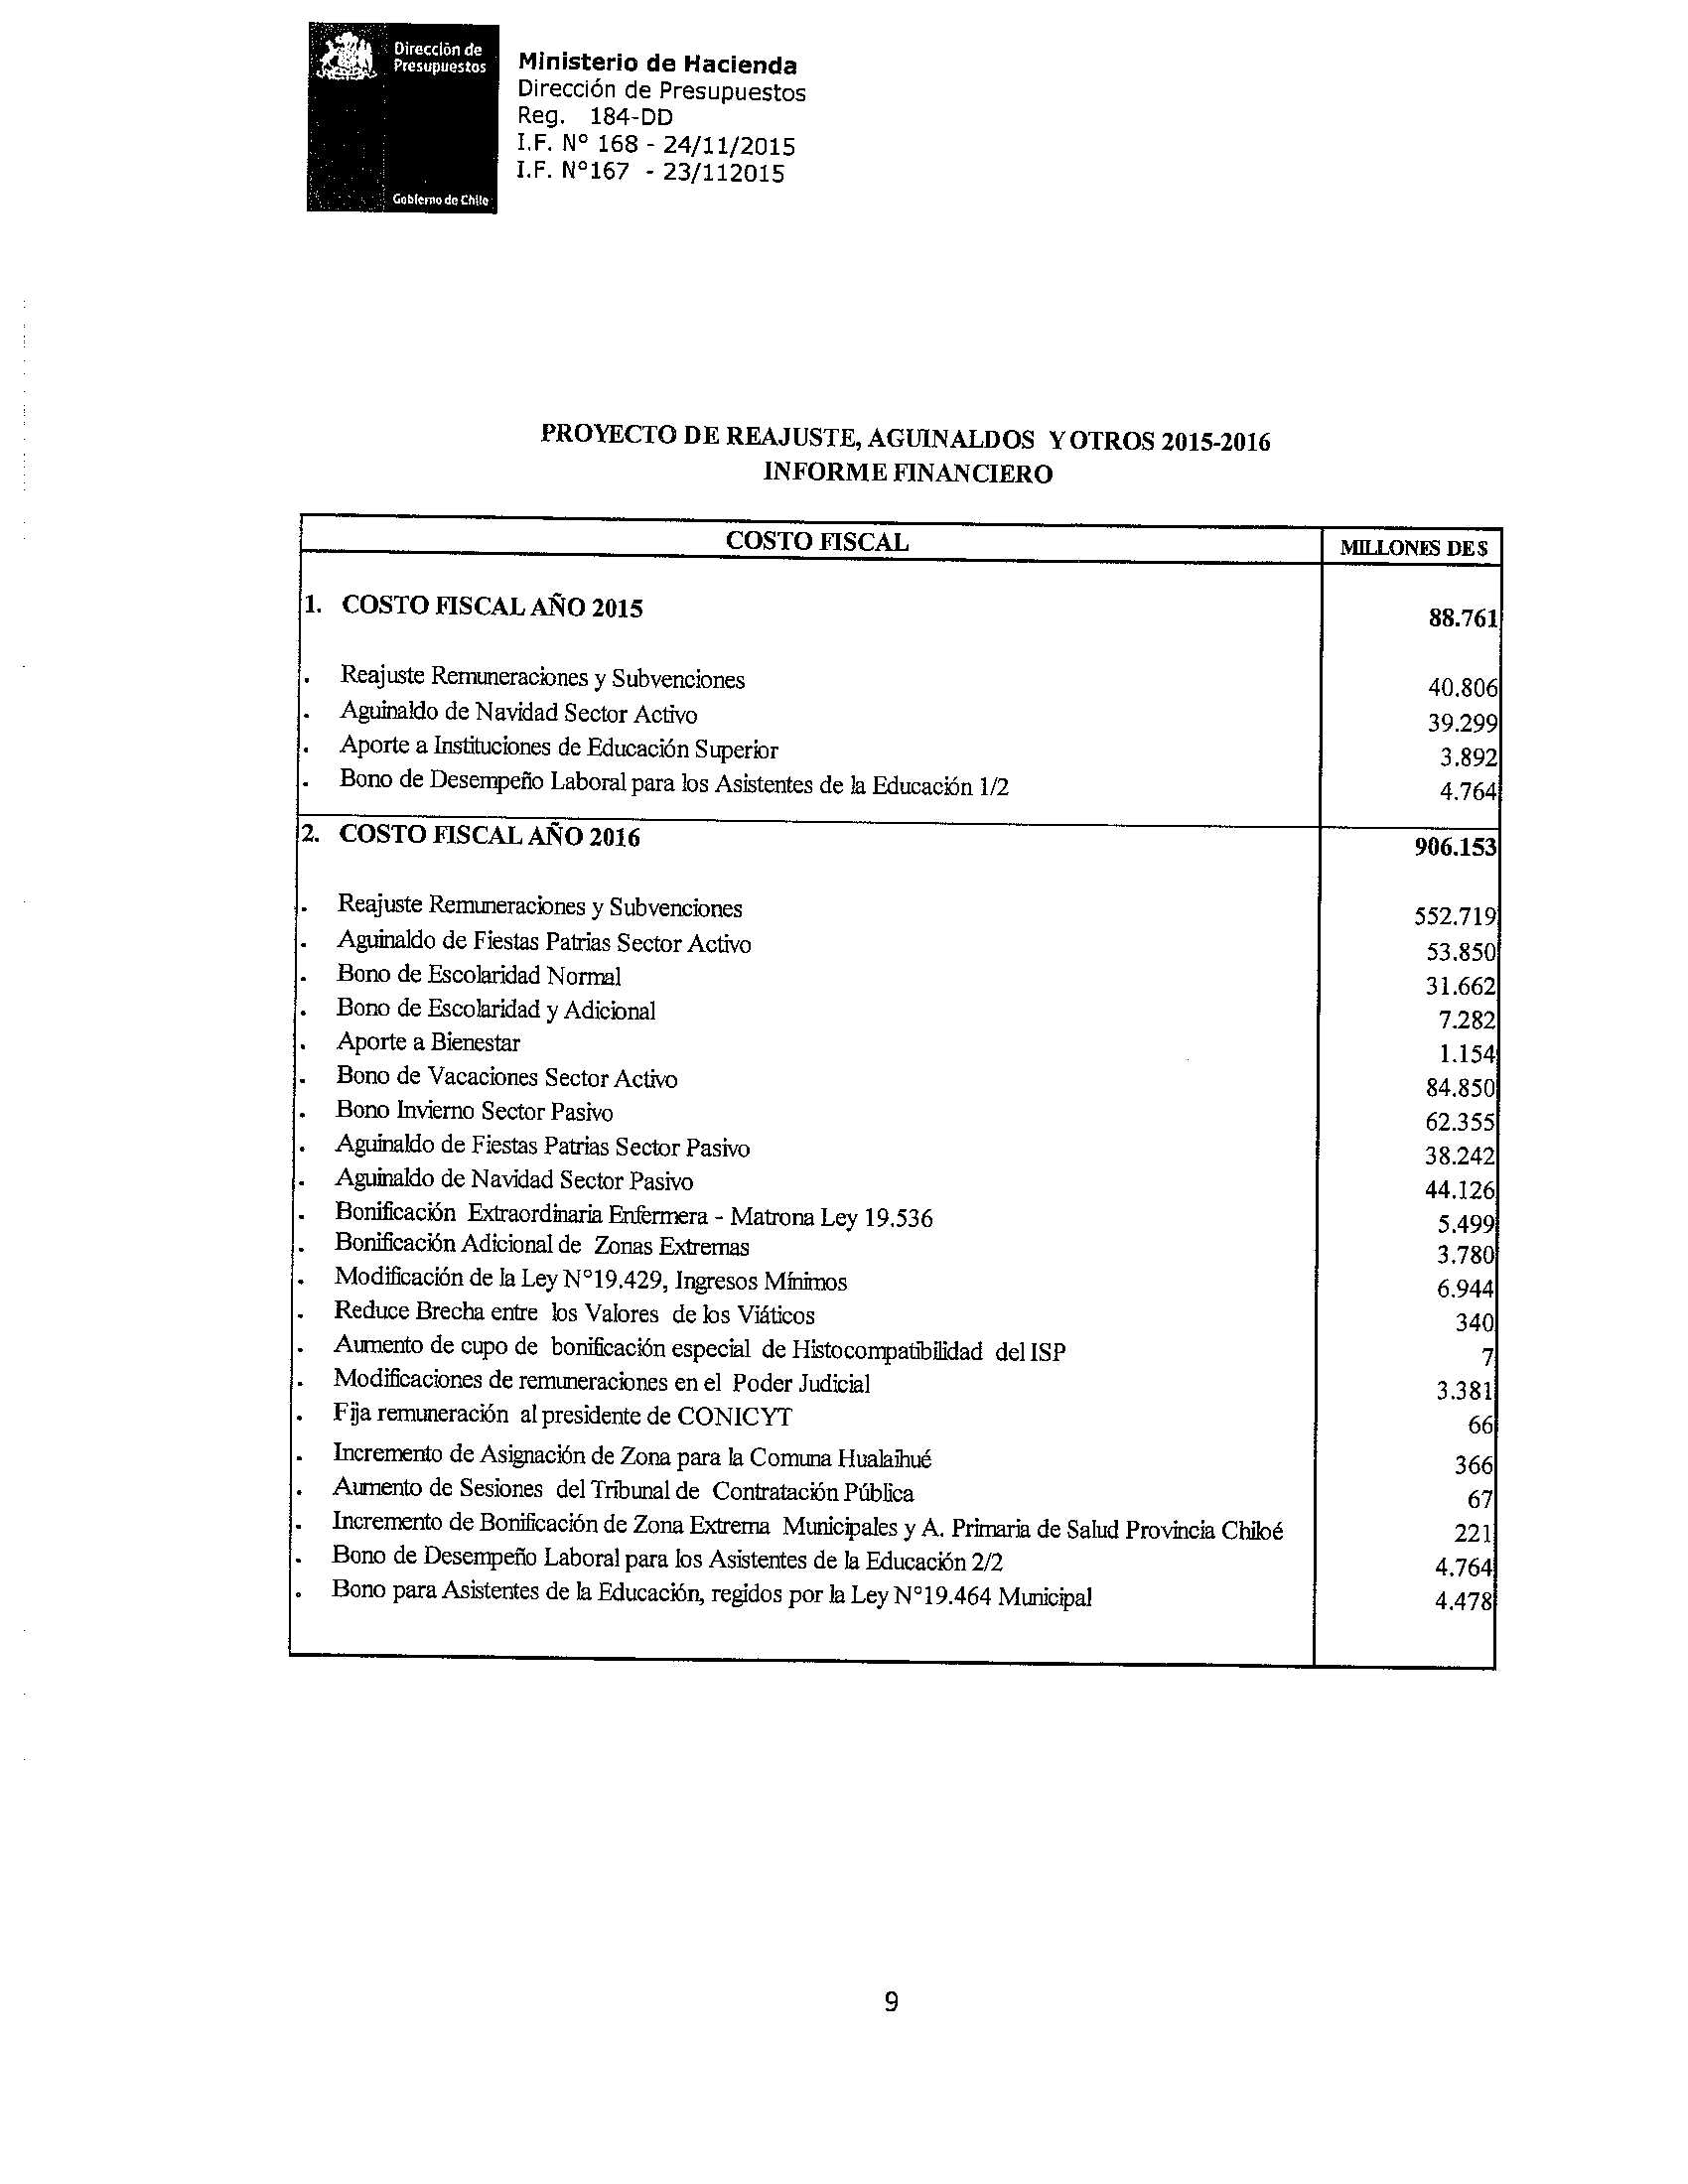 Dirección de
Presupuestos
Gobierno de Chile
Ministerio de Hacienda
Dirección de Presupuestos
Reg. 184-DD
I.F. Nº 168 - 24/11/2015
I.F. Nº167 - 23/112015
PROYECTO DE REAJUSTE, AGUINALDOS Y OTROS 2015-2016
INFORME FINANCIERO
COSTO FISCAL MILLONES DE $
1. COSTO FISCAL AÑO 2015 88.761
. Reajuste Remuneraciones y Subvenciones 40.806
. Aguinaldo de Navidad Sector Activo 39.299
. Aporte a Instituciones de Educación Superior 3.892
. Bono de Desempeño Laboral para los Asistentes de la Educación 1/2 4.764
2. COSTO FISCAL AÑO 2016 906.153
. Reajuste Remuneraciones y Subvenciones 552.719
. Aguinaldo de Fiestas Patrias Sector Activo 53.850
. Bono de Escolaridad Normal 31.662
. Bono de Escolaridad y Adicional 7.282
. Aporte a Bienestar 1.154
. Bono de Vacaciones Sector Activo 84.850
. Bono Invierno Sector Pasivo 62.355
. Aguinaldo de Fiestas Patrias Sector Pasivo 38.242
. Aguinaldo de Navidad Sector Pasivo 44.126
. Bonificación Extraordinaria Enfermera - Matrona Ley 19.536 5.499
. Bonificación Adicional de Zonas Extremas 3.780
. Modificación de la Ley N°19.429, Ingresos Mínimos 6.944
. Reduce Brecha entre los Valores de los Viáticos 340
. Aumento de cupo de bonificación especial de Histocompatibilidad del ISP 7
. Modificaciones de remuneraciones en el Poder Judicial 3.381
. Fija remuneración al presidente de CONICYT 66
. Incremento de Asignación de Zona para la Comuna Hualaihué 366
. Aumento de Sesiones del Tribunal de Contratación Pública 67
. Incremento de Bonificación de Zona Extrema Municipales y A. Primaria de Salud Provincia Chiloé 221
. Bono de Desempeño Laboral para los Asistentes de la Educación 2/2 4.764
. Bono para Asistentes de la Educación, regidos por la Ley N°19.464 Municipal 4.478
9